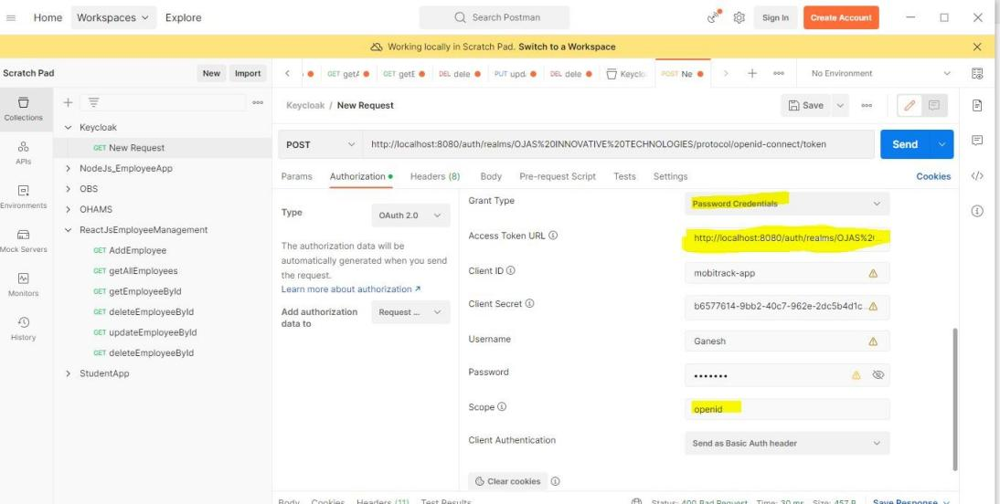 Home Workspaces Explore Search Postman Sign In Create Account
Working locally in Scratch Pad. Switch to a Workspace
Scratch Pad New Import GET getA GET getE DEL dele PUT upd DEL dele Keyclo POST Ne No Environment
Collections
APIs
Environments
Mock Servers
Monitors
History
Keycloak
GET New Request
NodeJs_EmployeeApp
OBS
OHAMS
ReactJsEmployeeManagement
GET AddEmployee
GET getAllEmployees
GET getEmployeeById
GET deleteEmployeeById
GET updateEmployeeById
GET deleteEmployeeById
StudentApp
Keycloak / New Request Save
POST http://localhost:8080/auth/realms/OJAS%20INNOVATIVE%20TECHNOLOGIES/protocol/openid-connect/token Send
Params Authorization Headers (8) Body Pre-request Script Tests Settings Cookies
Type OAuth 2.0
The authorization data will be
automatically generated when you send
the request.
Learn more about authorization ↗
Add authorization
data to
Request ...
Grant Type Password Credentials
Access Token URL http://localhost:8080/auth/realms/OJAS%2(...
Client ID mobitrack-app
Client Secret b6577614-9bb2-40c7-962e-2dc5b4d1c...
Username Ganesh
Password •••••••
Scope openid
Client Authentication Send as Basic Auth header
Clear cookies
Body Cookies Headers (11) Test Results Status: 400 Bad Request Time: 30 ms Size: 457 B Save Response